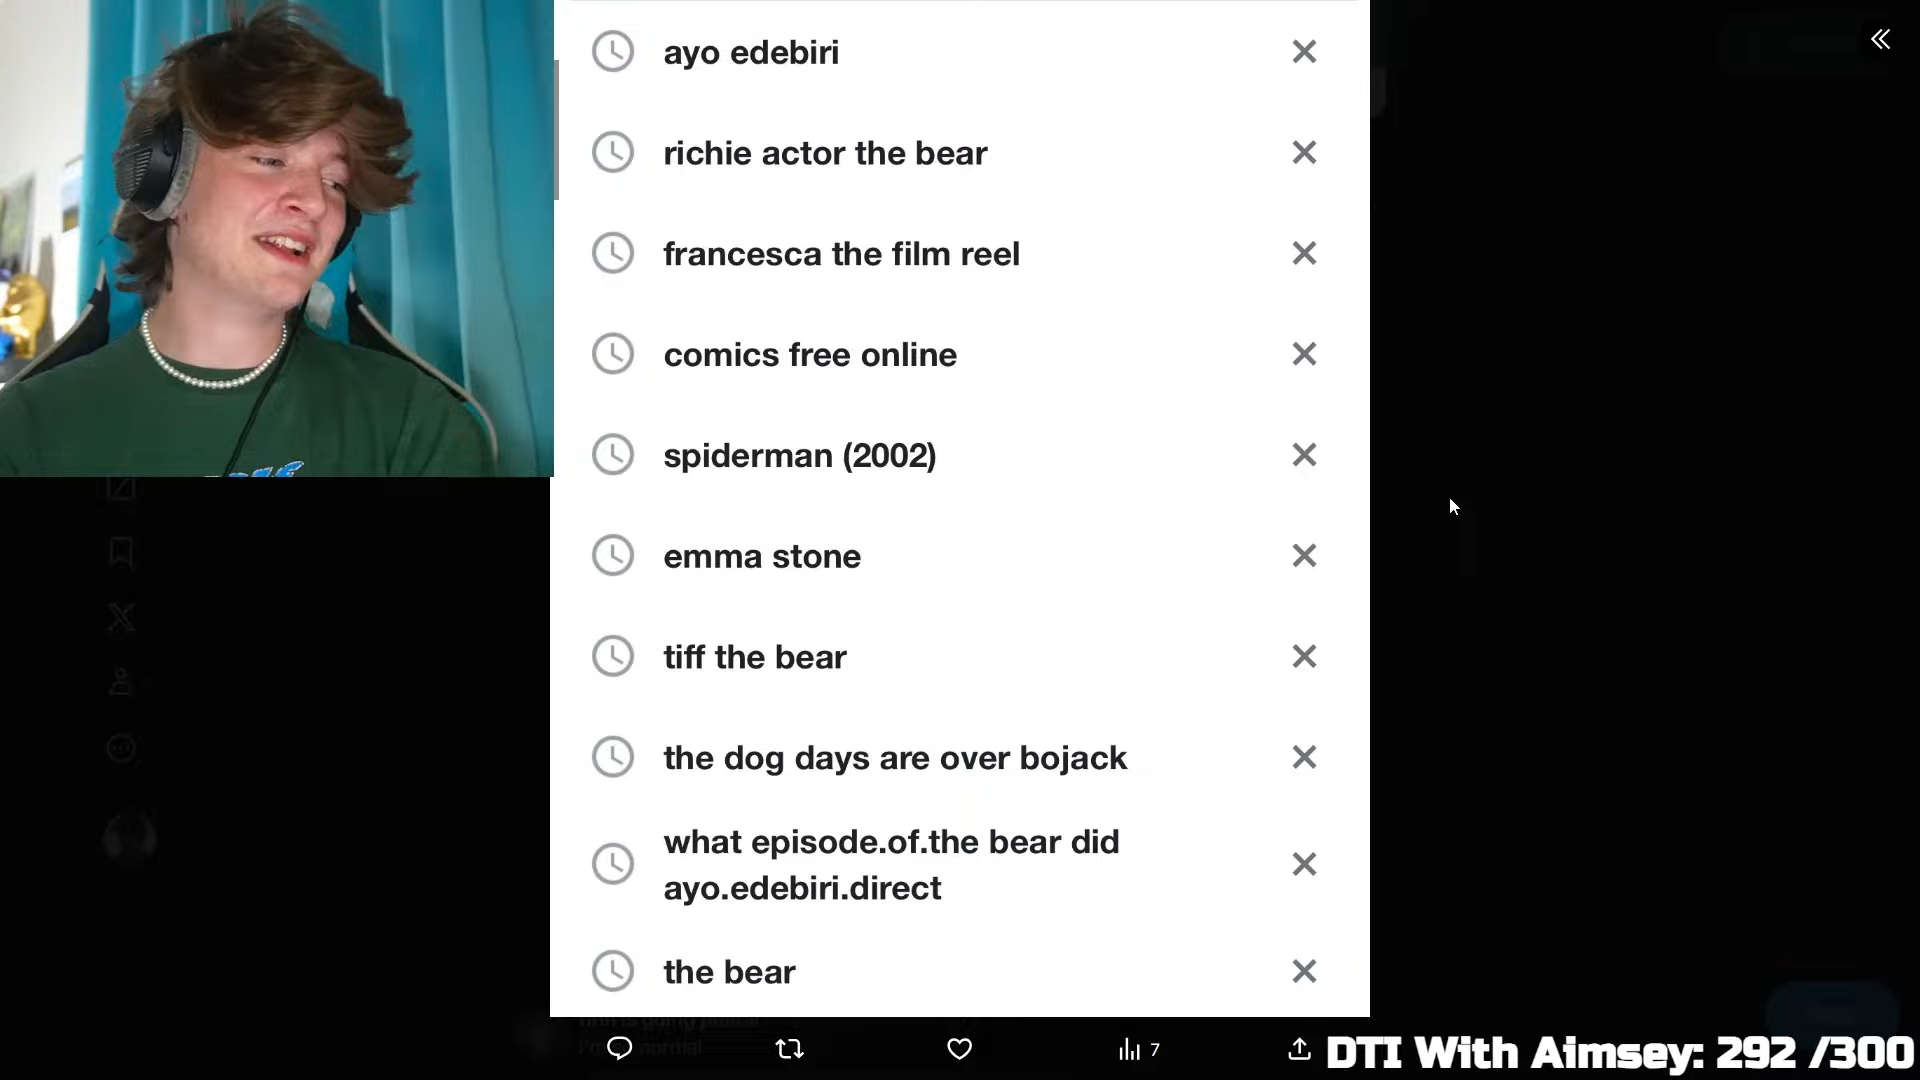 ayo edebiri
richie actor the bear
francesca the film reel
comics free online
spiderman (2002)
emma stone
tiff the bear
the dog days are over bojack
what episode.of.the bear did
ayo.edebiri.direct
the bear
7
DTI With Aimsey: 292 /300